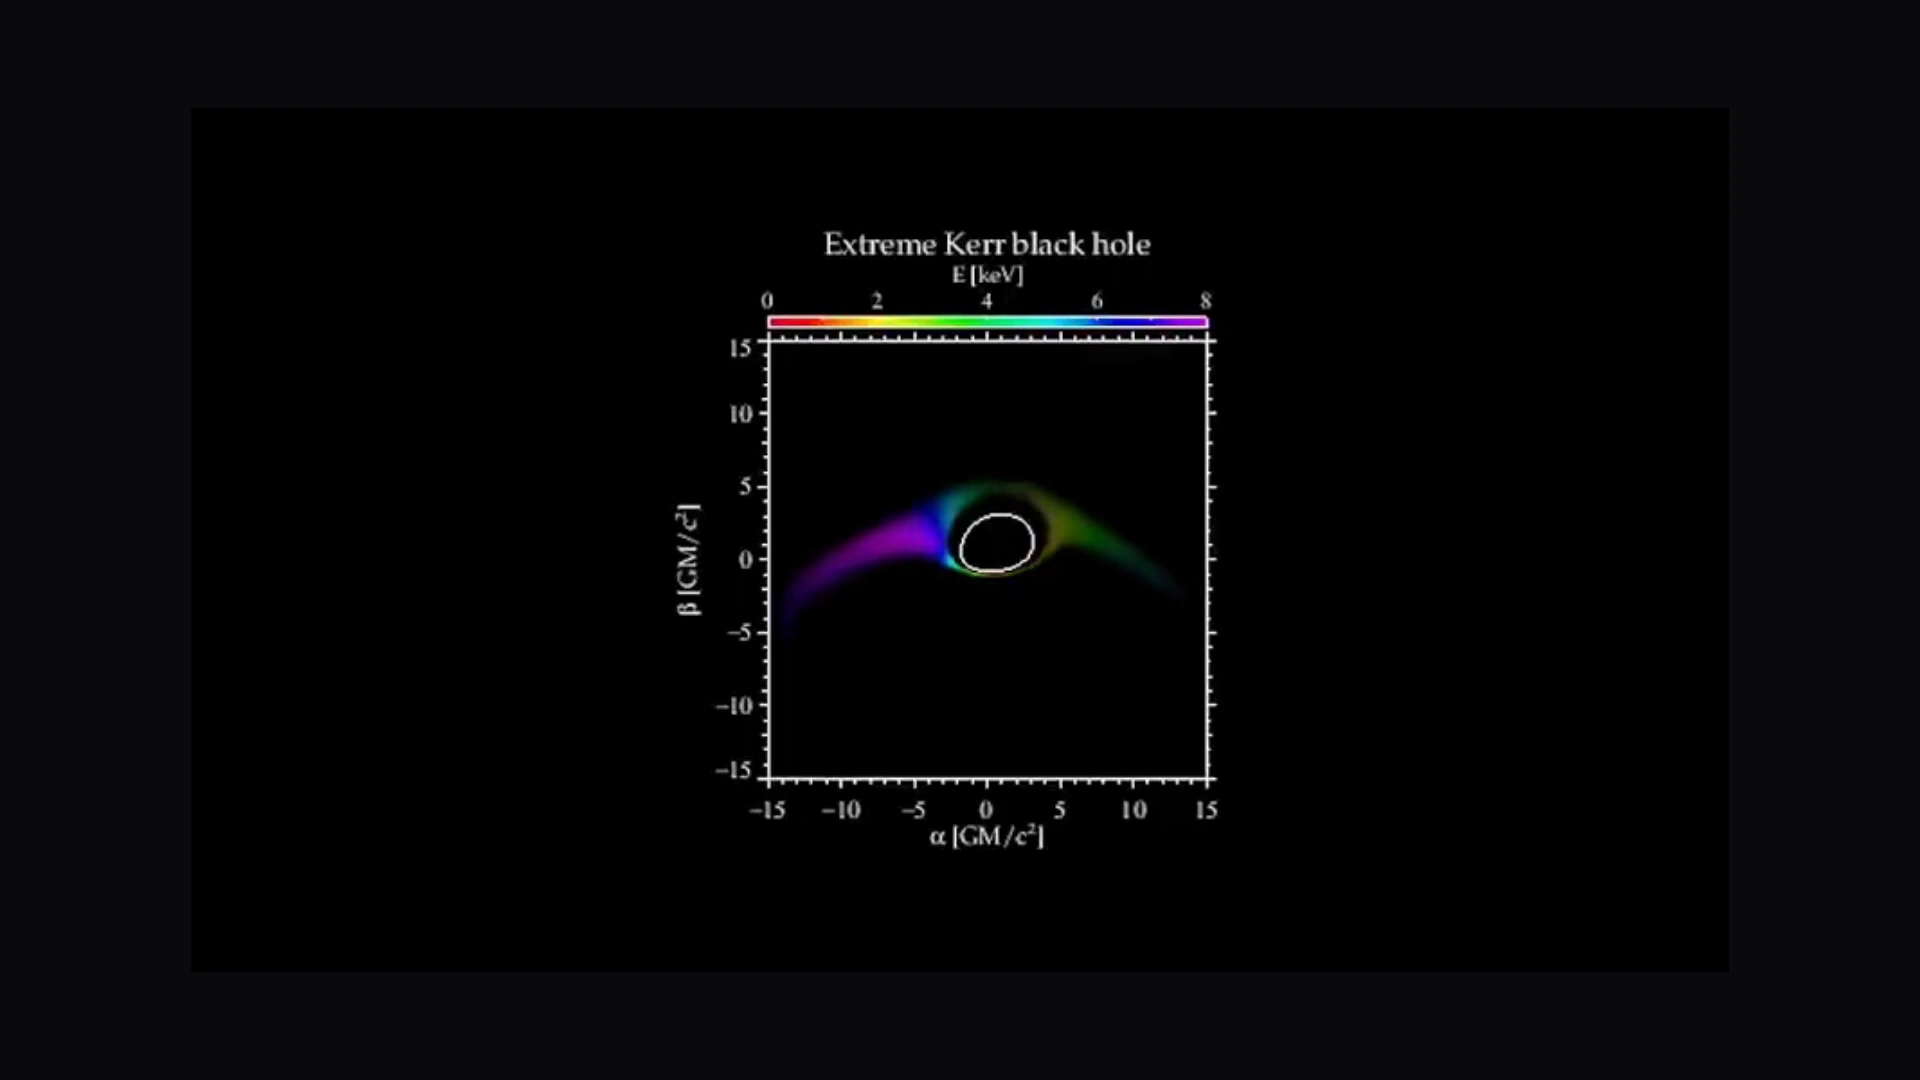 Extreme Kerr black hole
E [keV]
0 2 4 6 8
15
10
5
0
−5
−10
−15
β [GM/c²]
−15 −10 −5 0 5 10 15
α [GM/c²]